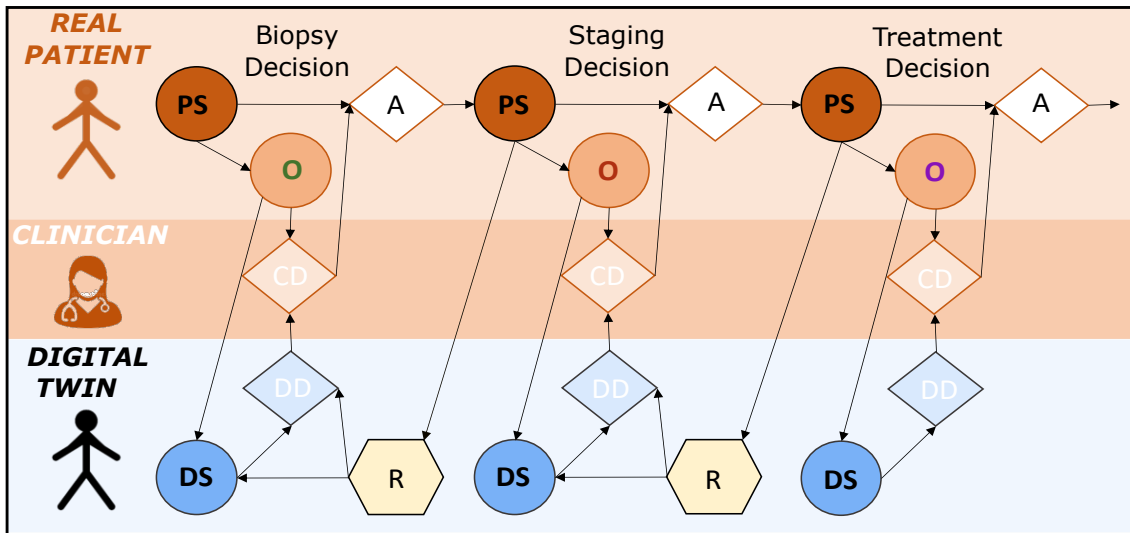 REAL
PATIENT
Biopsy
Decision
Staging
Decision
Treatment
Decision
PS
A
PS
A
PS
A
O
O
O
CLINICIAN
CD
CD
CD
DIGITAL
TWIN
DD
DD
DD
DS
R
DS
R
DS